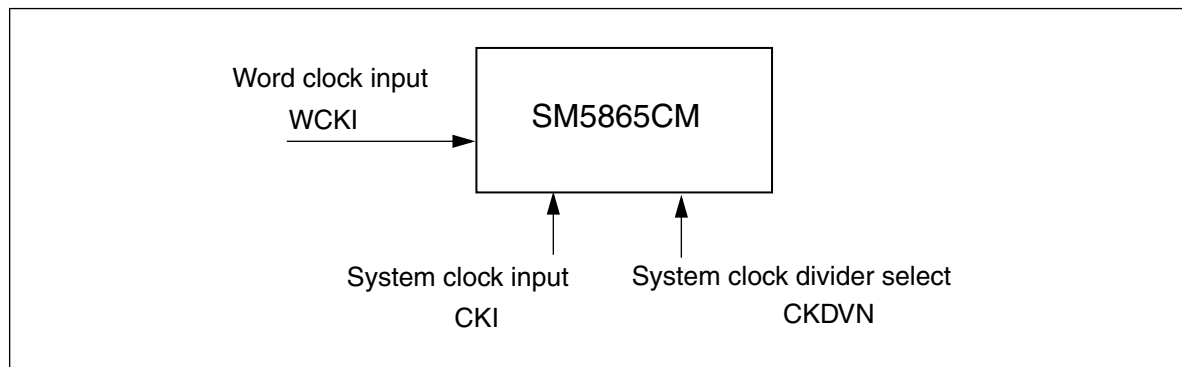 Word clock input
WCKI
SM5865CM
System clock input
CKI
System clock divider select
CKDVN